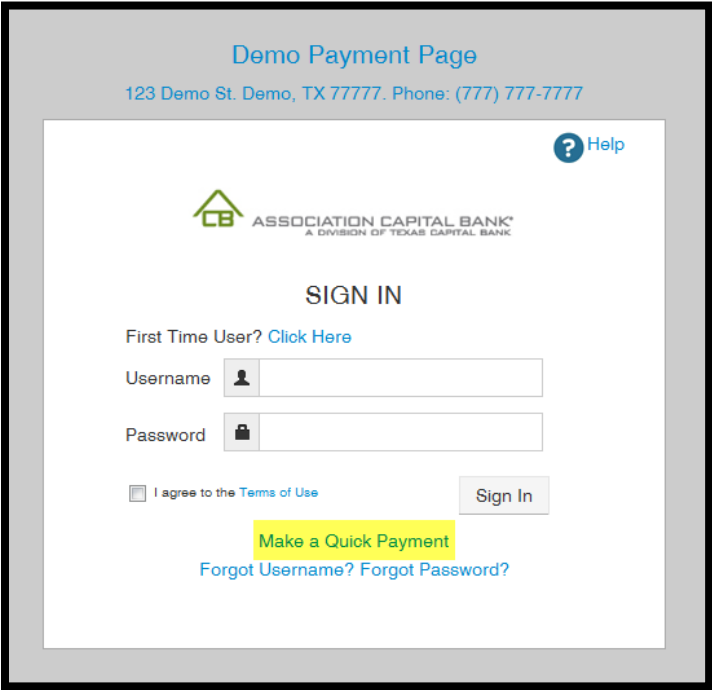 Demo Payment Page
123 Demo St. Demo, TX 77777. Phone: (777) 777-7777
? Help
CB ASSOCIATION CAPITAL BANK*
A DIVISION OF TEXAS CAPITAL BANK
SIGN IN
First Time User? Click Here
Username
Password
I agree to the Terms of Use
Sign In
Make a Quick Payment
Forgot Username? Forgot Password?